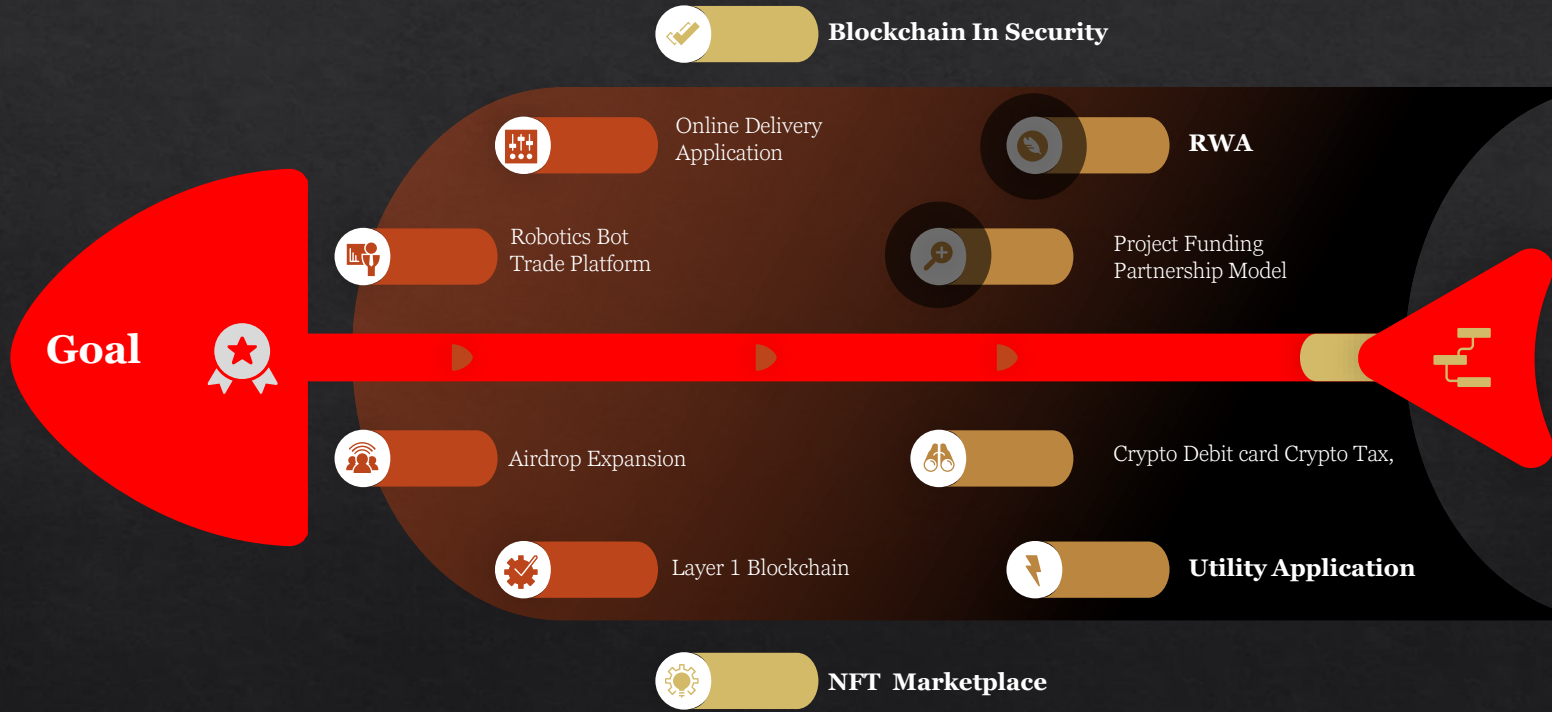 Blockchain In Security
Online Delivery
Application
RWA
Robotics Bot
Trade Platform
Project Funding
Partnership Model
Goal
Airdrop Expansion
Crypto Debit card Crypto Tax,
Layer 1 Blockchain
Utility Application
NFT  Marketplace